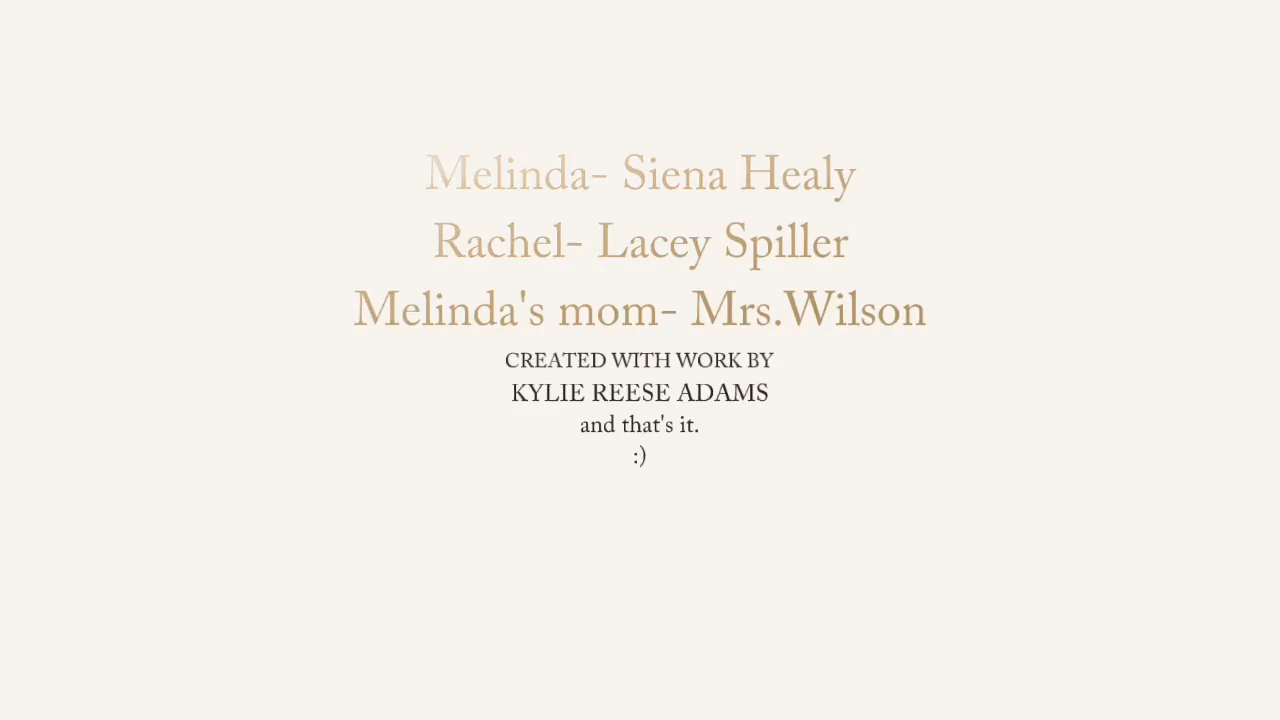 Melinda- Siena Healy
Rachel- Lacey Spiller
Melinda's mom- Mrs.Wilson
CREATED WITH WORK BY
KYLIE REESE ADAMS
and that's it.
:)